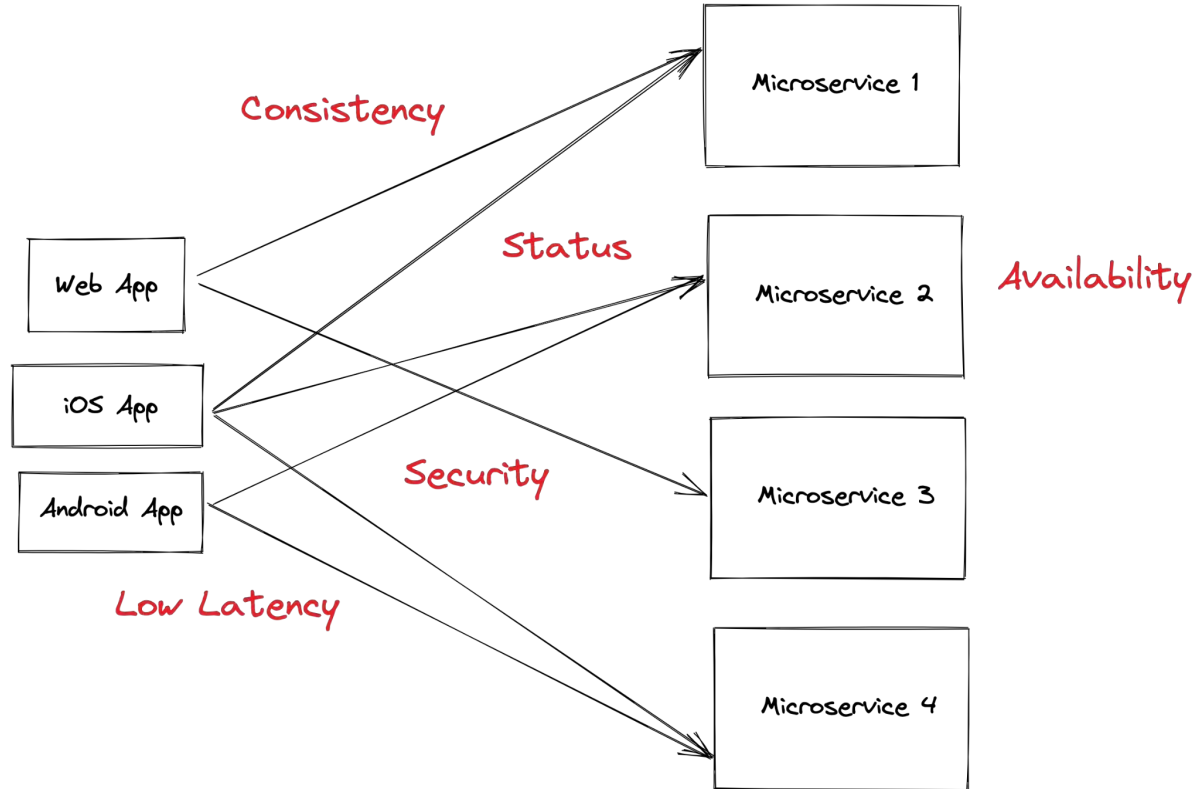 Microservice 1
Consistency
Status
Web App
Microservice 2
Availability
iOS App
Security
Android App
Microservice 3
Low Latency
Microservice 4